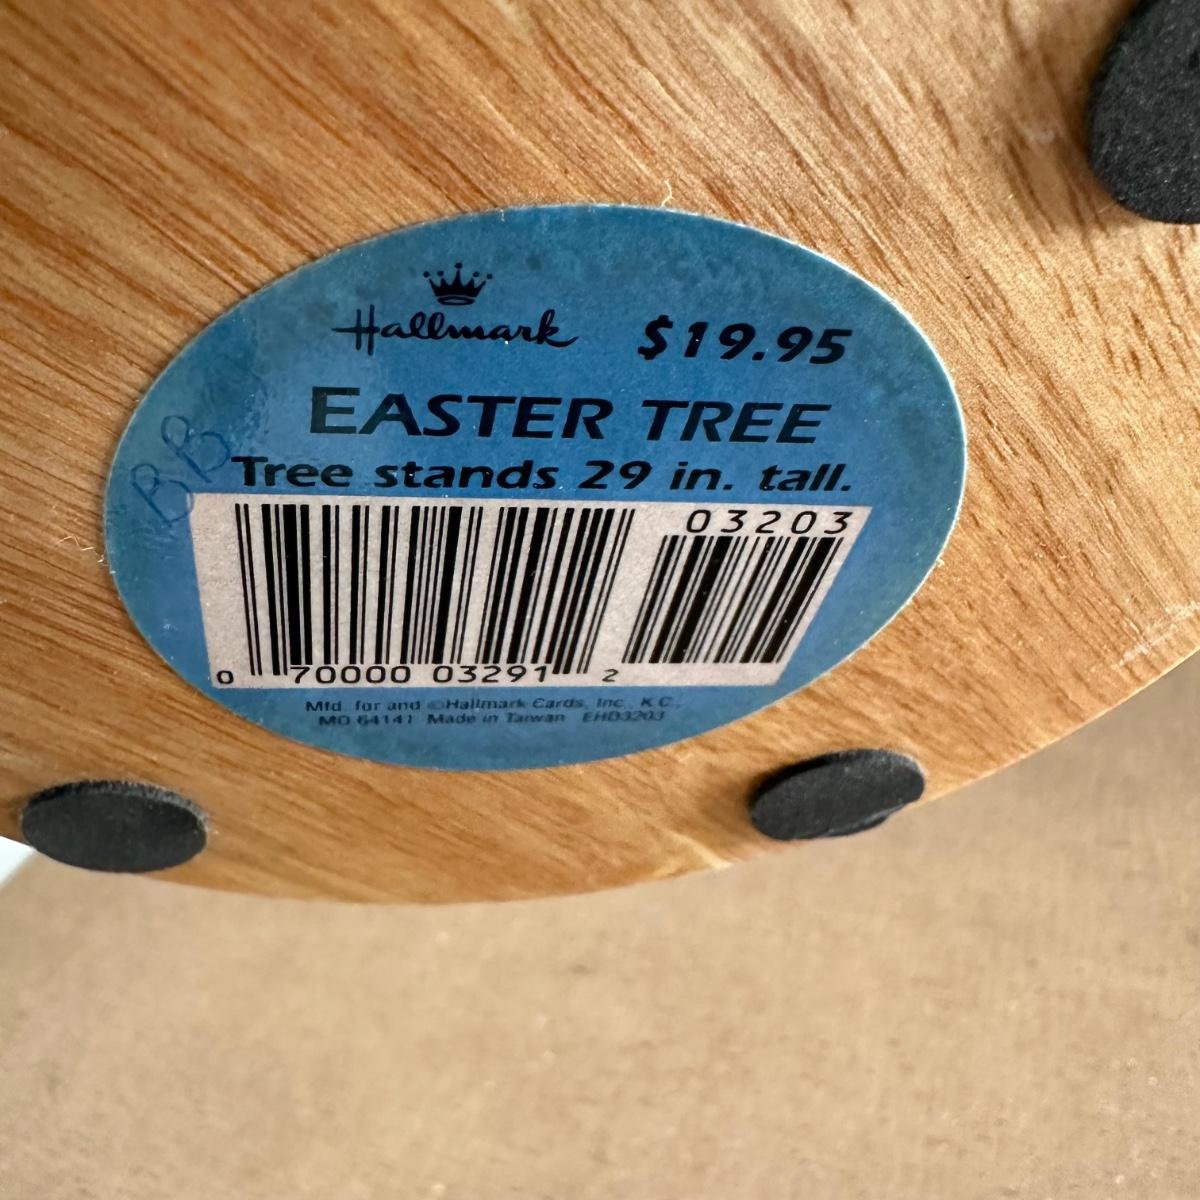 Hallmark $19.95
EASTER TREE
Tree stands 29 in. tall.
BB
03203
0 70000 03291 2
Mfd. for and ©Hallmark Cards, Inc., K.C.,
MO 64141 Made in Taiwan EHD3203